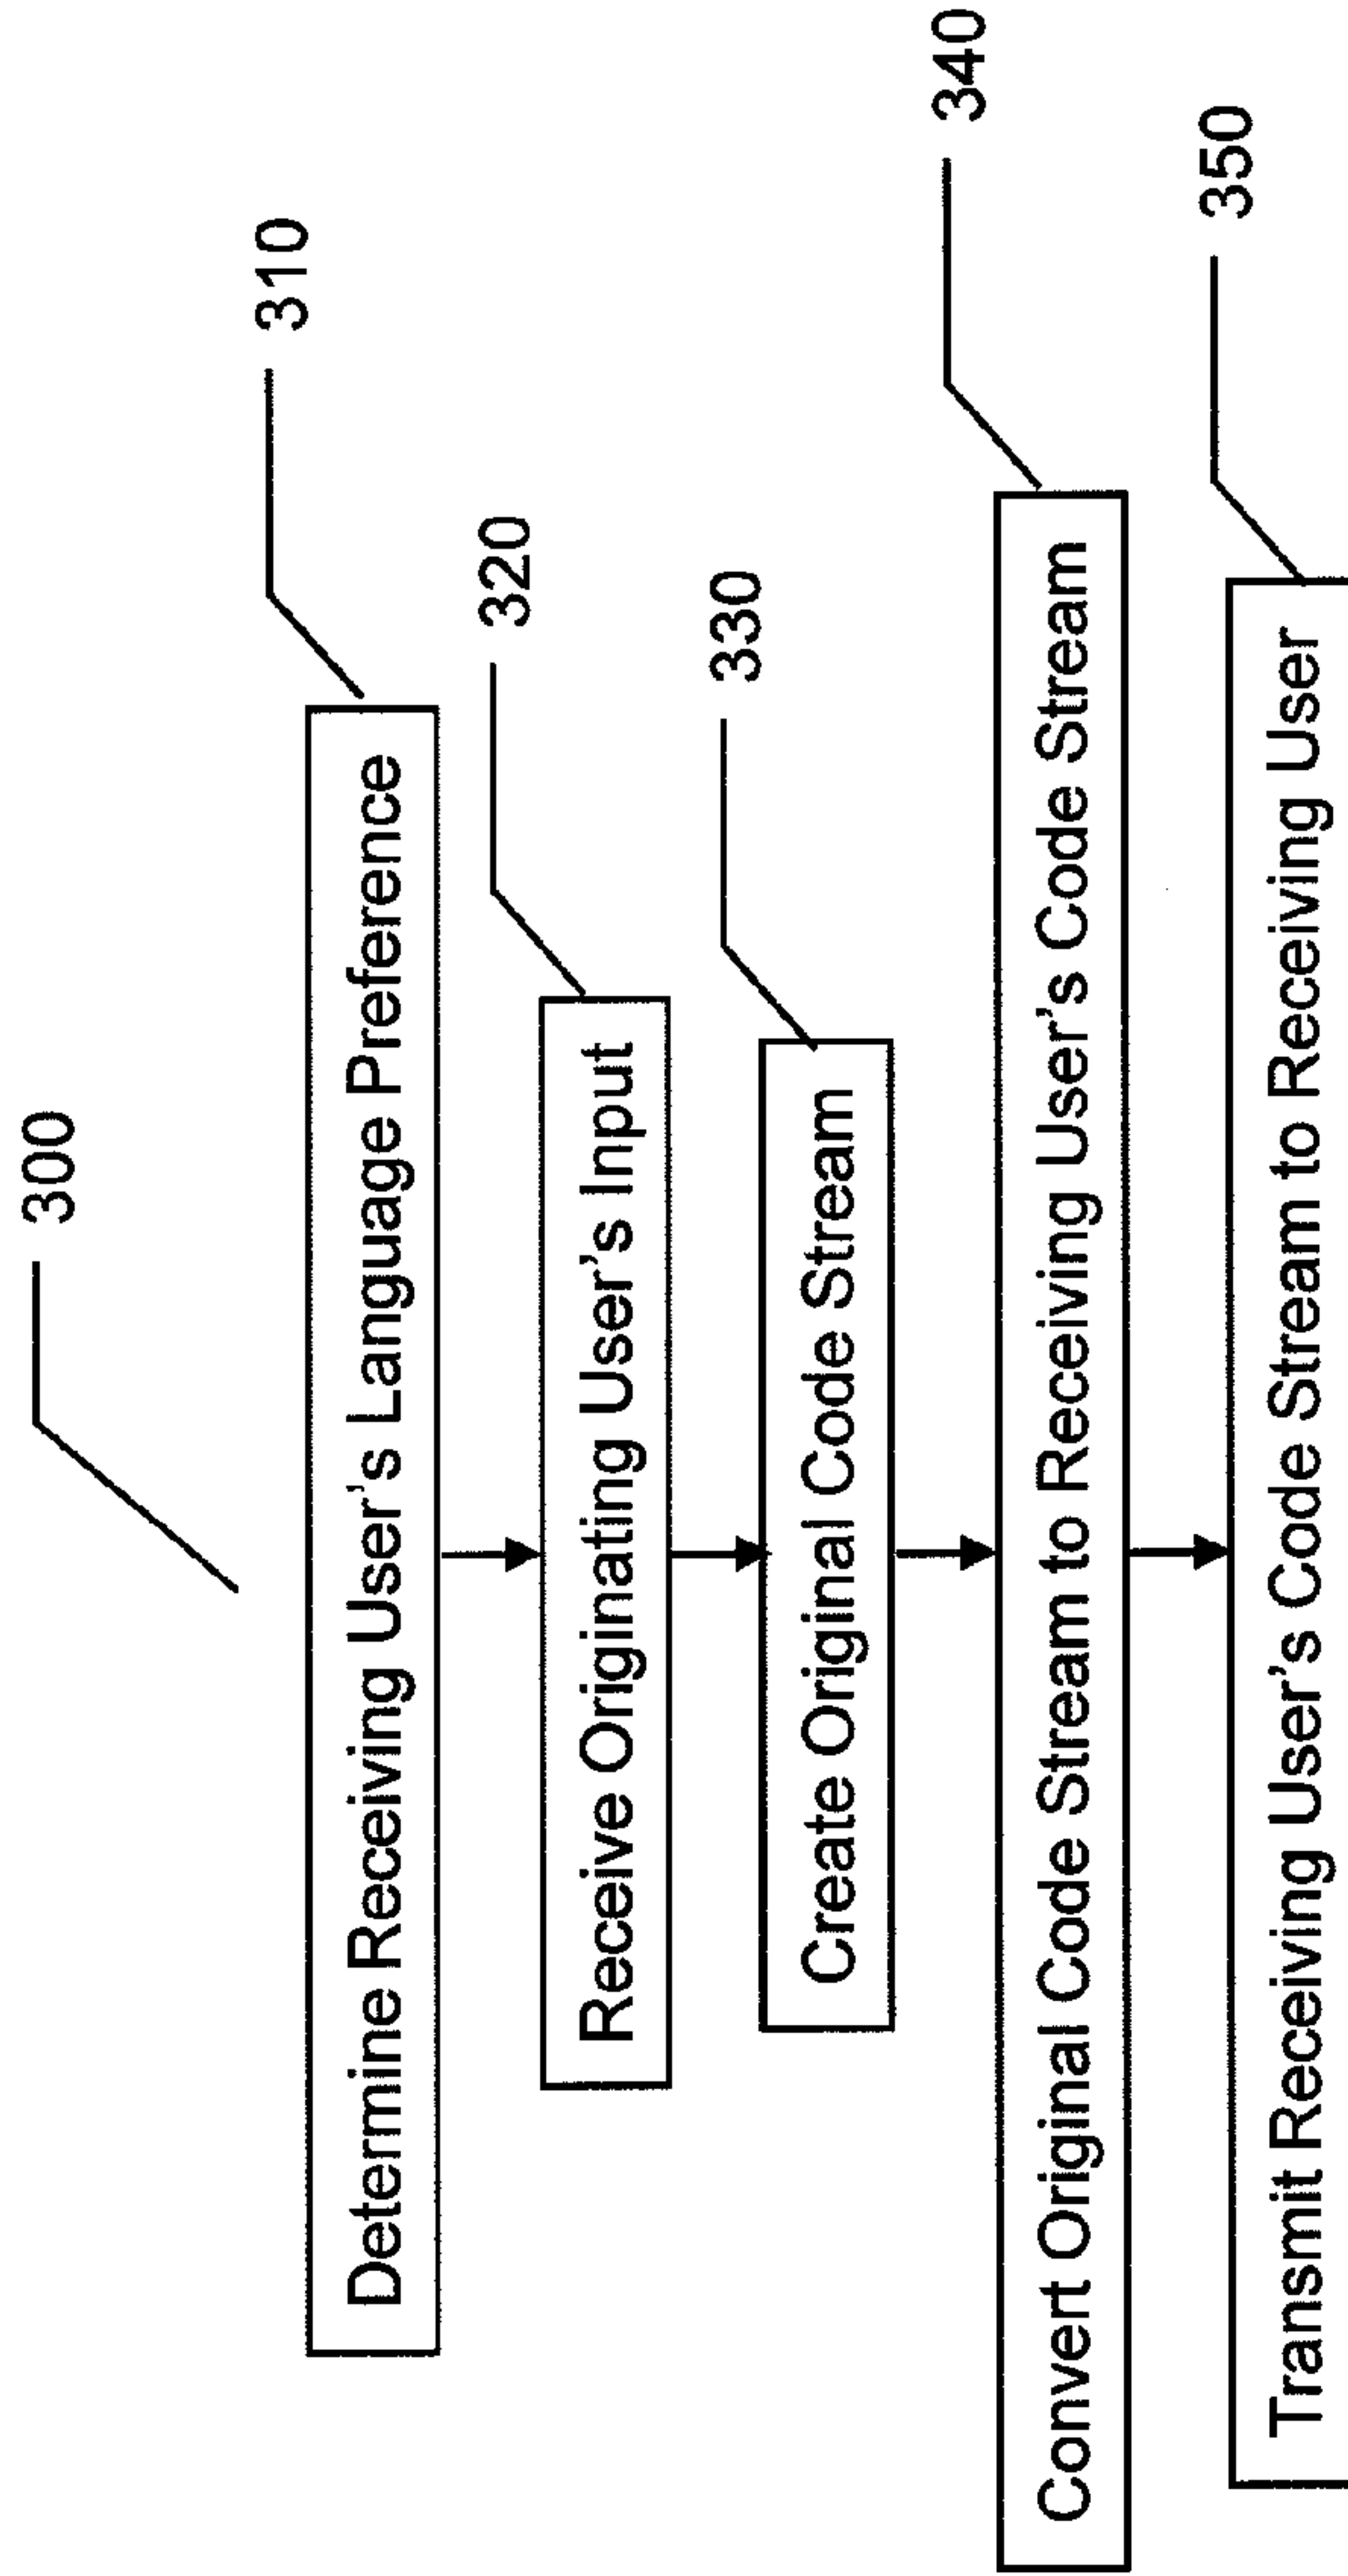 300
Determine Receiving User's Language Preference
310
Receive Originating User's Input
320
Create Original Code Stream
330
Convert Original Code Stream to Receiving User's Code Stream
340
Transmit Receiving User's Code Stream to Receiving User
350